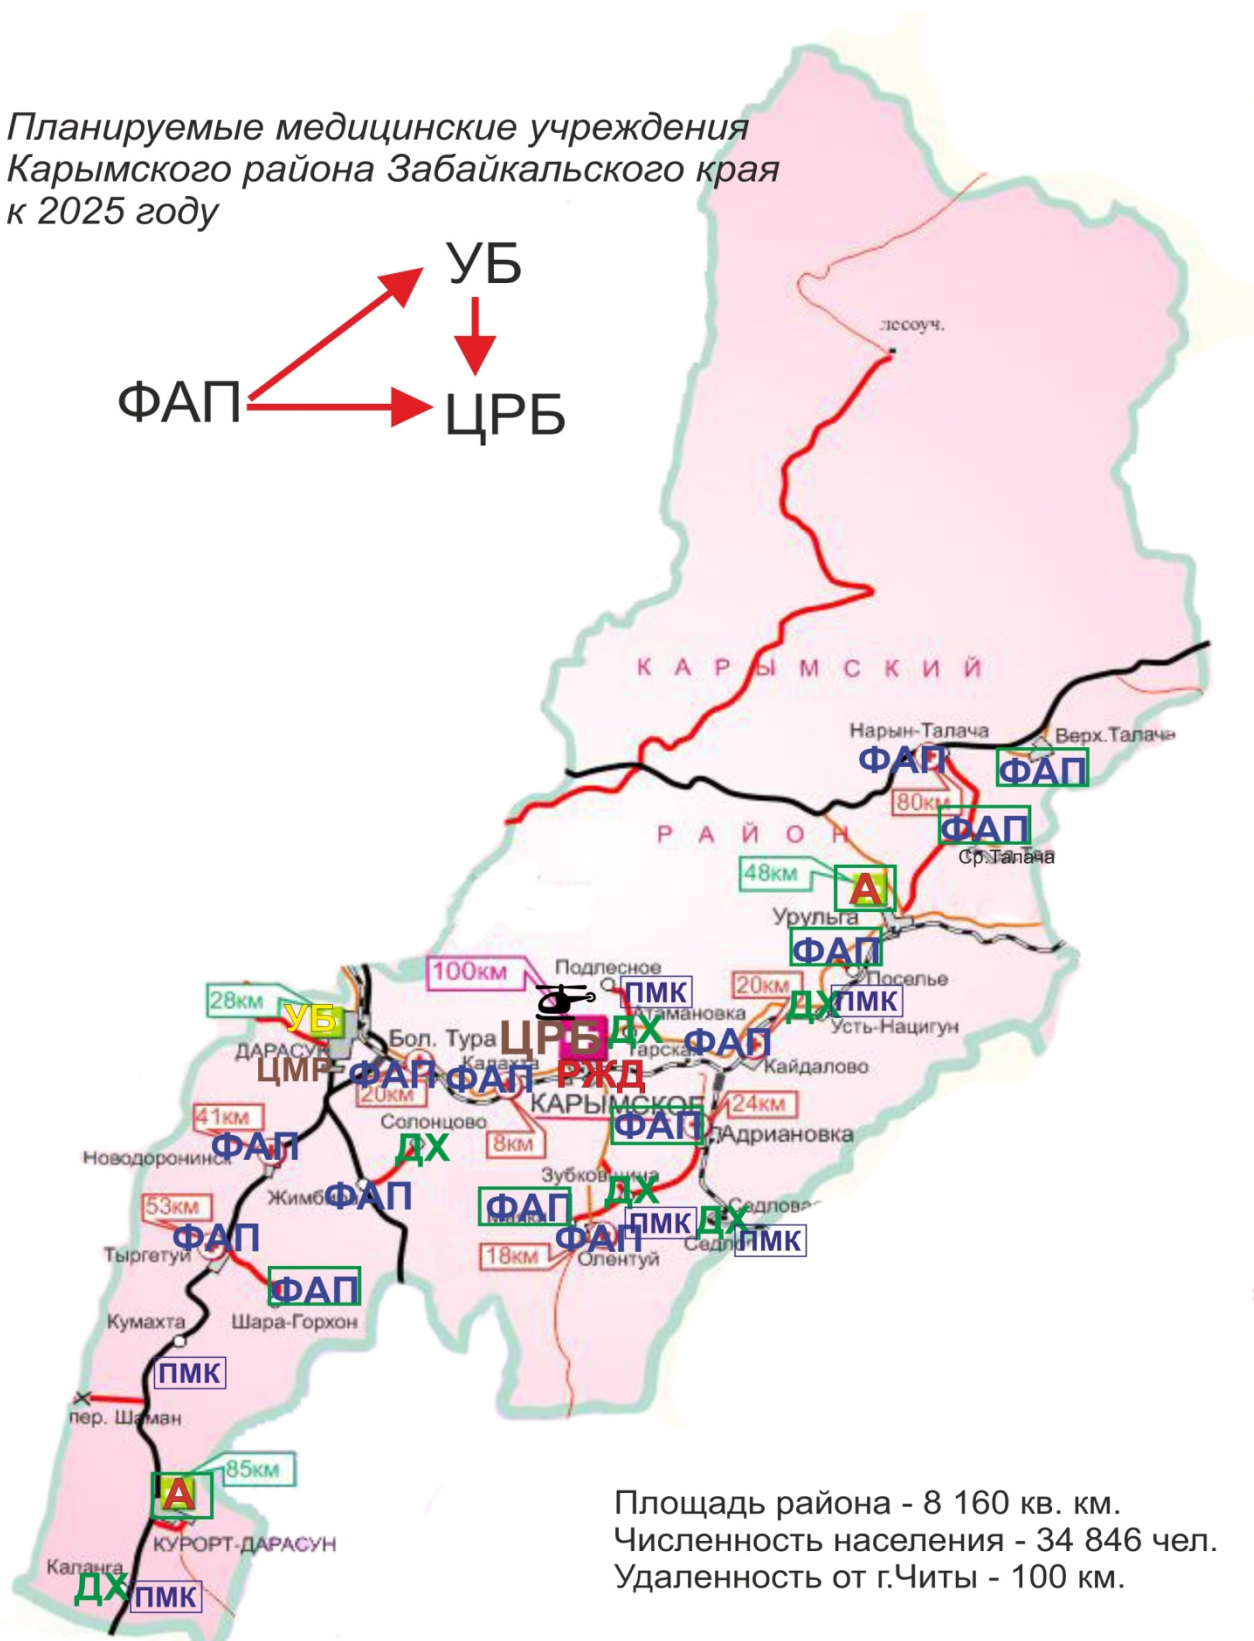 Планируемые медицинские учреждения
Карымского района Забайкальского края
к 2025 году
УБ
ФАП
ЦРБ
лесоуч.
КАРЫМСКИЙ
Нарын-Талача
Верх.Талача
ФАП
ФАП
80км
ФАП
РАЙОН
Ср.Талача
48км
А
Урульга
ФАП
100км
Подлесное
20км
Поселье
ПМК
ДХ
ПМК
28км
УБ
Атамановка
Усть-Нацигун
ЦРБ
ДХ
Тарская
ФАП
Бол. Тура
ДАРАСУН
Калахта
Кайдалово
ЦМР
ФАП
ФАП
РЖД
20км
КАРЫМСКОЕ
24км
41км
Солонцово
ФАП
Адриановка
ФАП
ДХ
8км
Новодоронинск
Зубковщина
Жимбира
ФАП
ДХ
53км
ФАП
Седловая
ФАП
ПМК
ДХ
Тыргетуй
18км
ФАП
Олентуй
ПМК
ФАП
Кумахта
Шара-Горхон
ПМК
пер. Шаман
85км
А
КУРОРТ-ДАРАСУН
Каланга
ДХ
ПМК
Площадь района - 8 160 кв. км.
Численность населения - 34 846 чел.
Удаленность от г.Читы - 100 км.